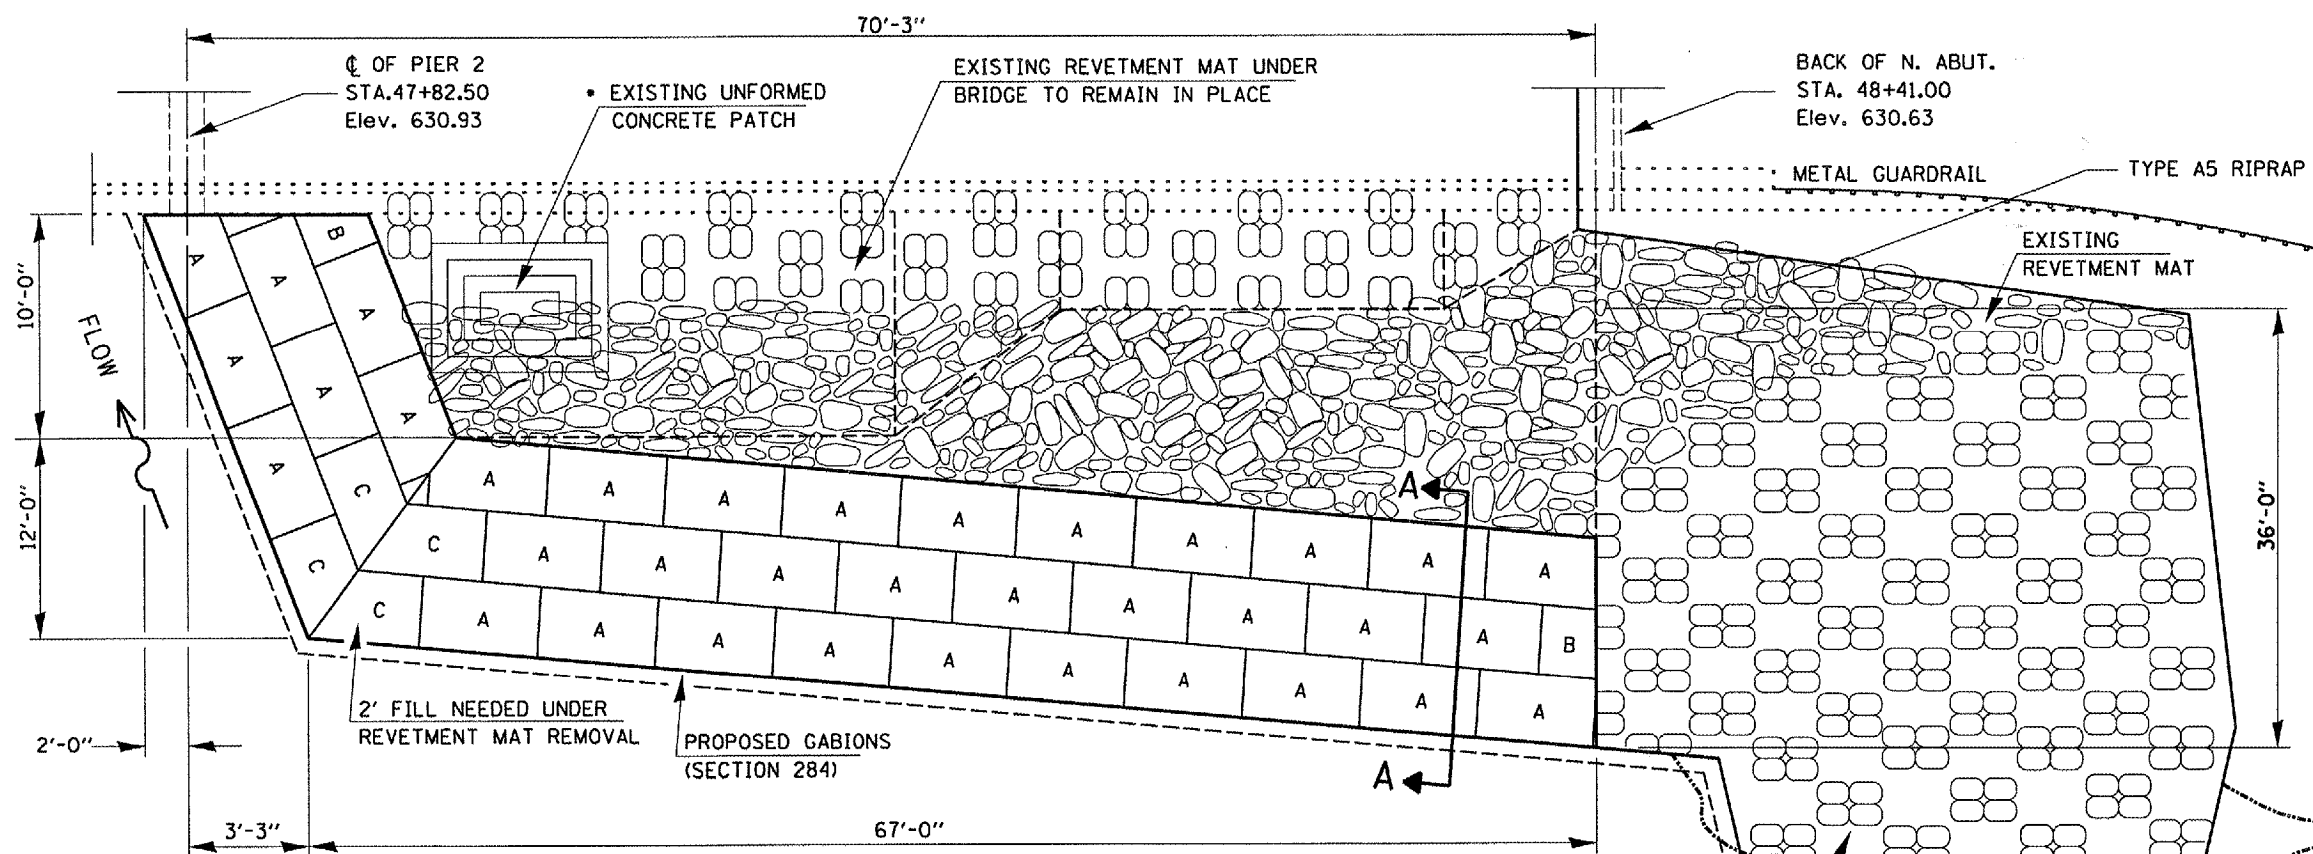 70'-3"
℄ OF PIER 2
STA.47+82.50
Elev. 630.93
• EXISTING UNFORMED
CONCRETE PATCH
EXISTING REVETMENT MAT UNDER
BRIDGE TO REMAIN IN PLACE
BACK OF N. ABUT.
STA. 48+41.00
Elev. 630.63
METAL GUARDRAIL
TYPE A5 RIPRAP
EXISTING
REVETMENT MAT
10'-0"
FLOW
12'-0"
36'-0"
A
A
A
A
C
A
A
C
B
A
A
A
A
A
A
A
A
A
A
A
A
C
A
A
A
A
A
A
A
A
A
B
C
A
A
A
A
A
A
A
A
A
A
A
A
2' FILL NEEDED UNDER
REVETMENT MAT REMOVAL
PROPOSED GABIONS
(SECTION 284)
2'-0"
3'-3"
67'-0"